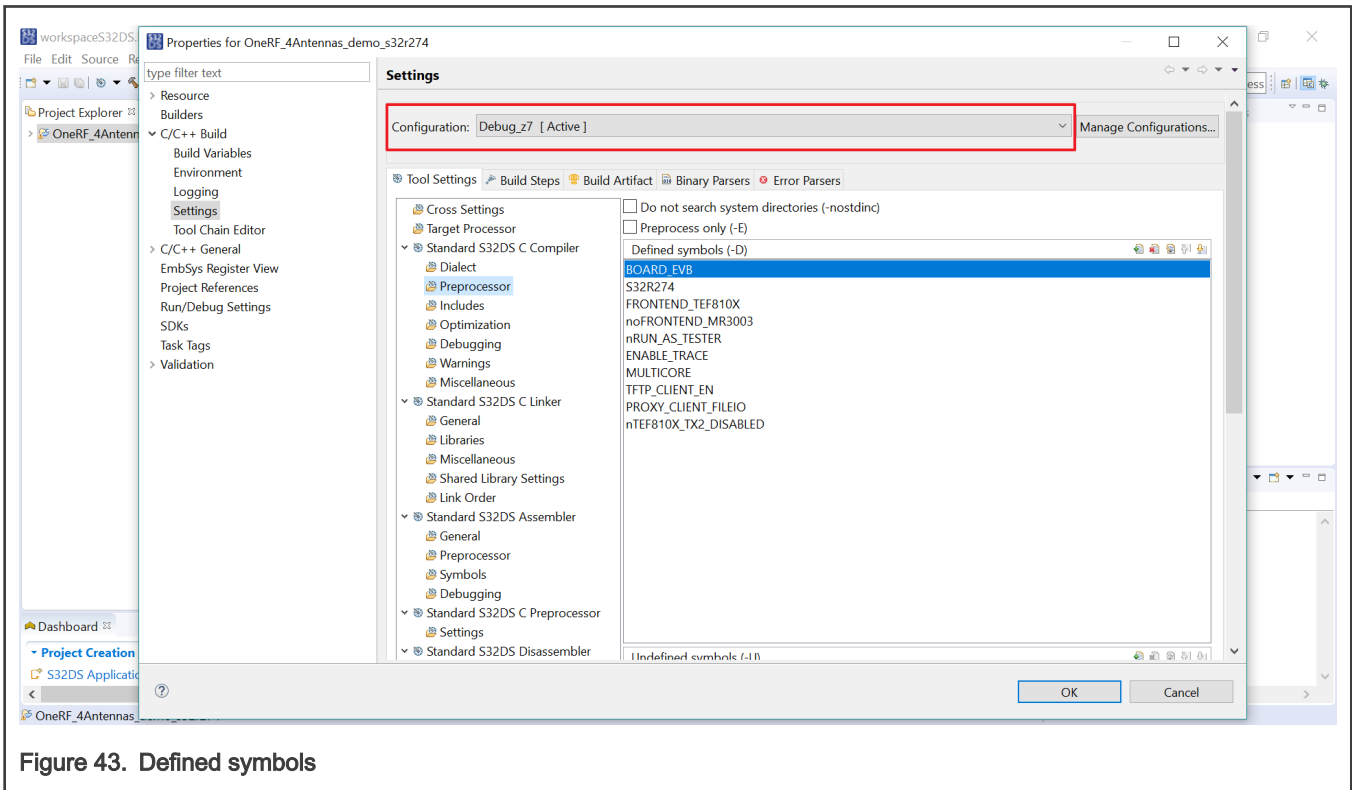 workspaceS32DS.
File Edit Source Re
Project Explorer
OneRF_4Antenn
Dashboard
Project Creation
S32DS Applicatio
OneRF_4Antennas_
ess
Properties for OneRF_4Antennas_demo_s32r274
type filter text
Resource
Builders
C/C++ Build
Build Variables
Environment
Logging
Settings
Tool Chain Editor
C/C++ General
EmbSys Register View
Project References
Run/Debug Settings
SDKs
Task Tags
Validation
Settings
Configuration: Debug_z7 [ Active ] Manage Configurations...
Tool Settings Build Steps Build Artifact Binary Parsers Error Parsers
Cross Settings
Target Processor
Standard S32DS C Compiler
Dialect
Preprocessor
Includes
Optimization
Debugging
Warnings
Miscellaneous
Standard S32DS C Linker
General
Libraries
Miscellaneous
Shared Library Settings
Link Order
Standard S32DS Assembler
General
Preprocessor
Symbols
Debugging
Standard S32DS C Preprocessor
Settings
Standard S32DS Disassembler
Do not search system directories (-nostdinc)
Preprocess only (-E)
Defined symbols (-D)
BOARD_EVB
S32R274
FRONTEND_TEF810X
noFRONTEND_MR3003
nRUN_AS_TESTER
ENABLE_TRACE
MULTICORE
TFTP_CLIENT_EN
PROXY_CLIENT_FILEIO
nTEF810X_TX2_DISABLED
Undefined symbols (-U)
OK Cancel
Figure 43. Defined symbols